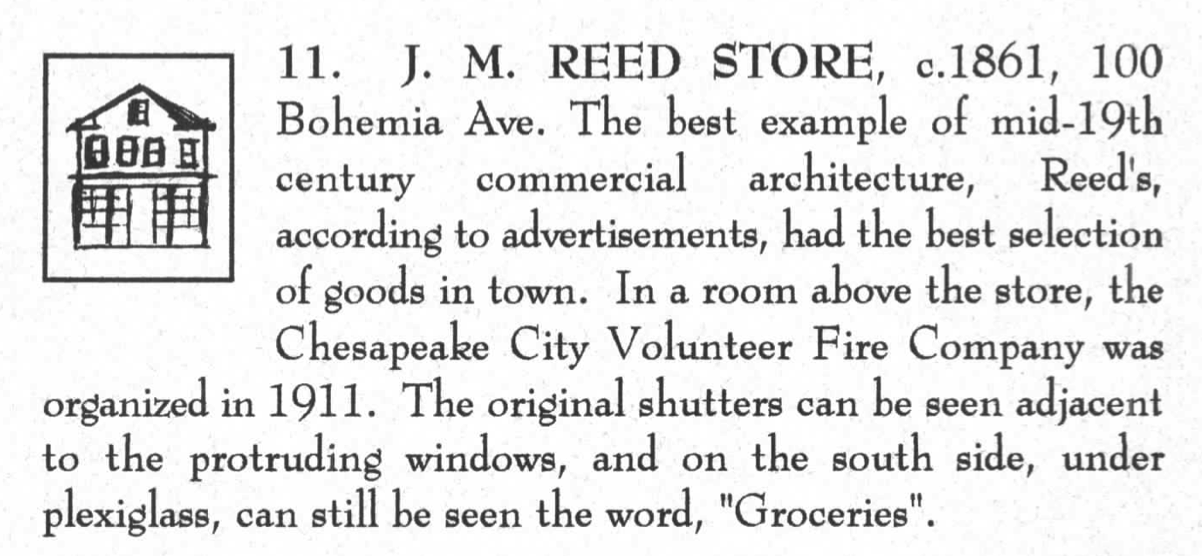 11. J. M. REED STORE, c.1861, 100
Bohemia Ave. The best example of mid-19th
century commercial architecture, Reed's,
according to advertisements, had the best selection
of goods in town. In a room above the store, the
Chesapeake City Volunteer Fire Company was
organized in 1911. The original shutters can be seen adjacent
to the protruding windows, and on the south side, under
plexiglass, can still be seen the word, "Groceries".